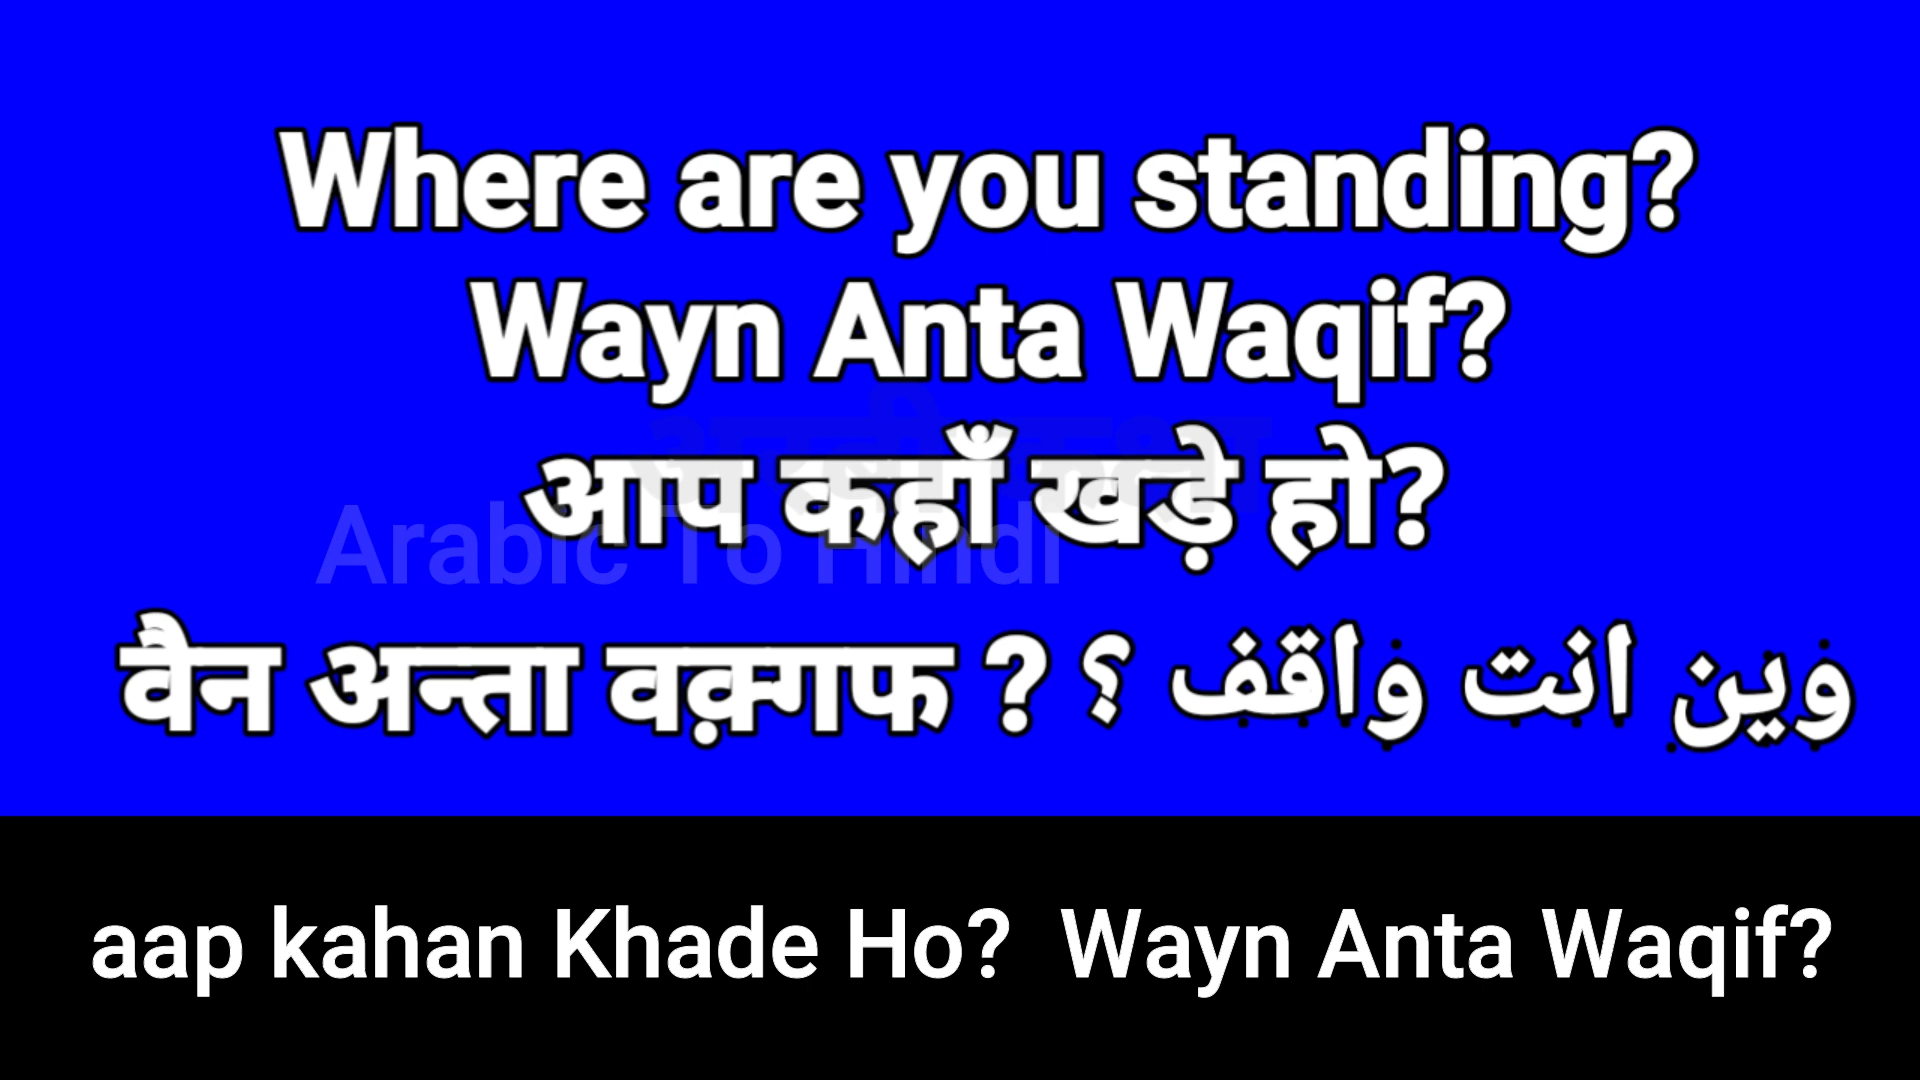 Where are you standing?
Wayn Anta Waqif?
आप कहाँ खड़े हो?
Arabic To Hindi
वैन अन्ता वक़्गफ ? وين انت واقف ؟
aap kahan Khade Ho? Wayn Anta Waqif?